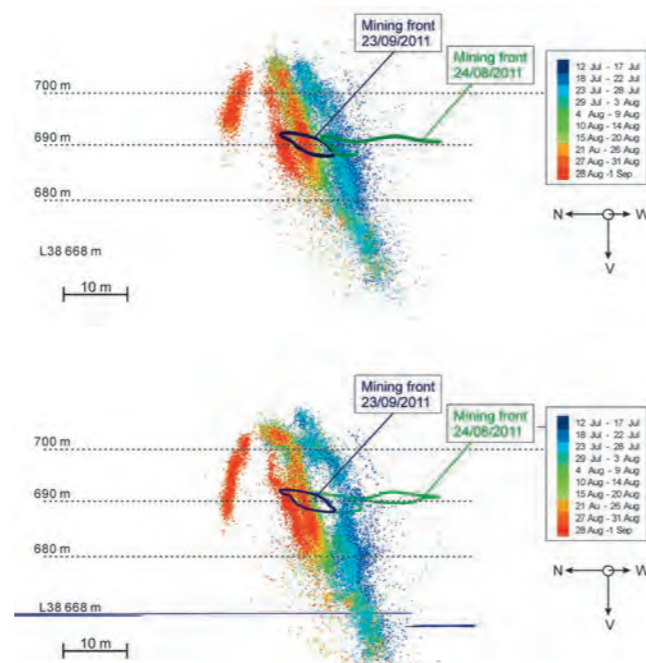 Mining front
23/09/2011
Mining front
24/08/2011
700 m
690 m
680 m
L38 668 m
10 m
12 Jul - 17 Jul
18 Jul - 22 Jul
23 Jul - 28 Jul
29 Jul - 3 Aug
4 Aug - 9 Aug
10 Aug - 14 Aug
15 Aug - 20 Aug
21 Au - 26 Aug
27 Aug - 31 Aug
28 Aug -1 Sep
N
W
V
Mining front
23/09/2011
Mining front
24/08/2011
700 m
690 m
680 m
L38 668 m
10 m
12 Jul - 17 Jul
18 Jul - 22 Jul
23 Jul - 28 Jul
29 Jul - 3 Aug
4 Aug - 9 Aug
10 Aug - 14 Aug
15 Aug - 20 Aug
21 Au - 26 Aug
27 Aug - 31 Aug
28 Aug -1 Sep
N
W
V